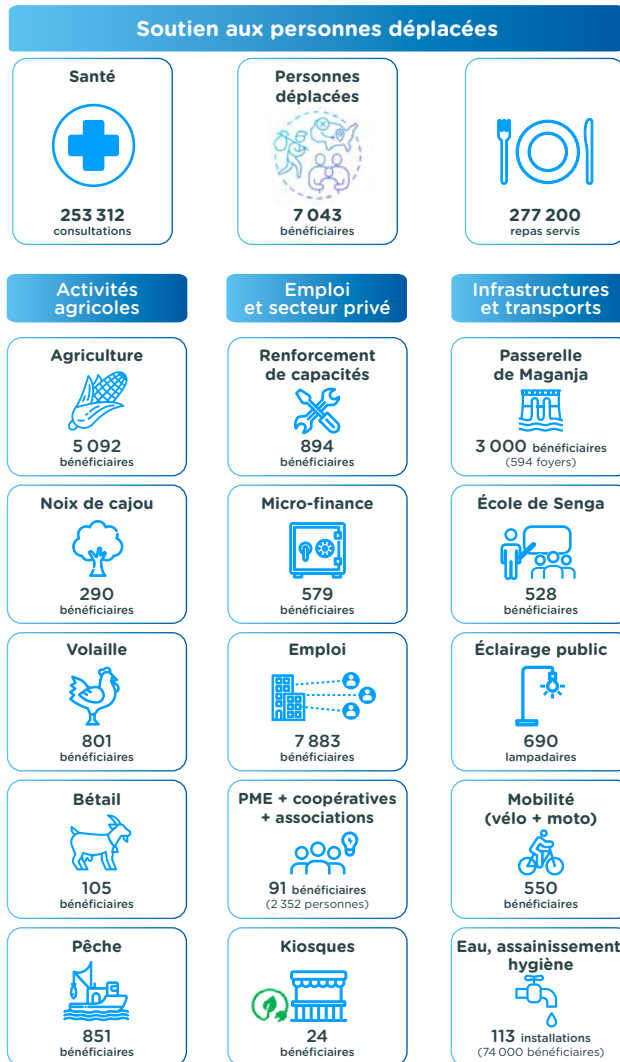 Soutien aux personnes déplacées
Santé
253 312
consultations
Personnes
déplacées
7 043
bénéficiaires
277 200
repas servis
Activités
agricoles
Agriculture
5 092
bénéficiaires
Noix de cajou
290
bénéficiaires
Volaille
801
bénéficiaires
Bétail
105
bénéficiaires
Pêche
851
bénéficiaires
Emploi
et secteur privé
Renforcement
de capacités
894
bénéficiaires
Micro-finance
579
bénéficiaires
Emploi
7 883
bénéficiaires
PME + coopératives
+ associations
91 bénéficiaires
(2 352 personnes)
Kiosques
24
bénéficiaires
Infrastructures
et transports
Passerelle
de Maganja
3 000 bénéficiaires
(594 foyers)
École de Senga
528
bénéficiaires
Éclairage public
690
lampadaires
Mobilité
(vélo + moto)
550
bénéficiaires
Eau, assainissement
hygiène
113 installations
(74 000 bénéficiaires)